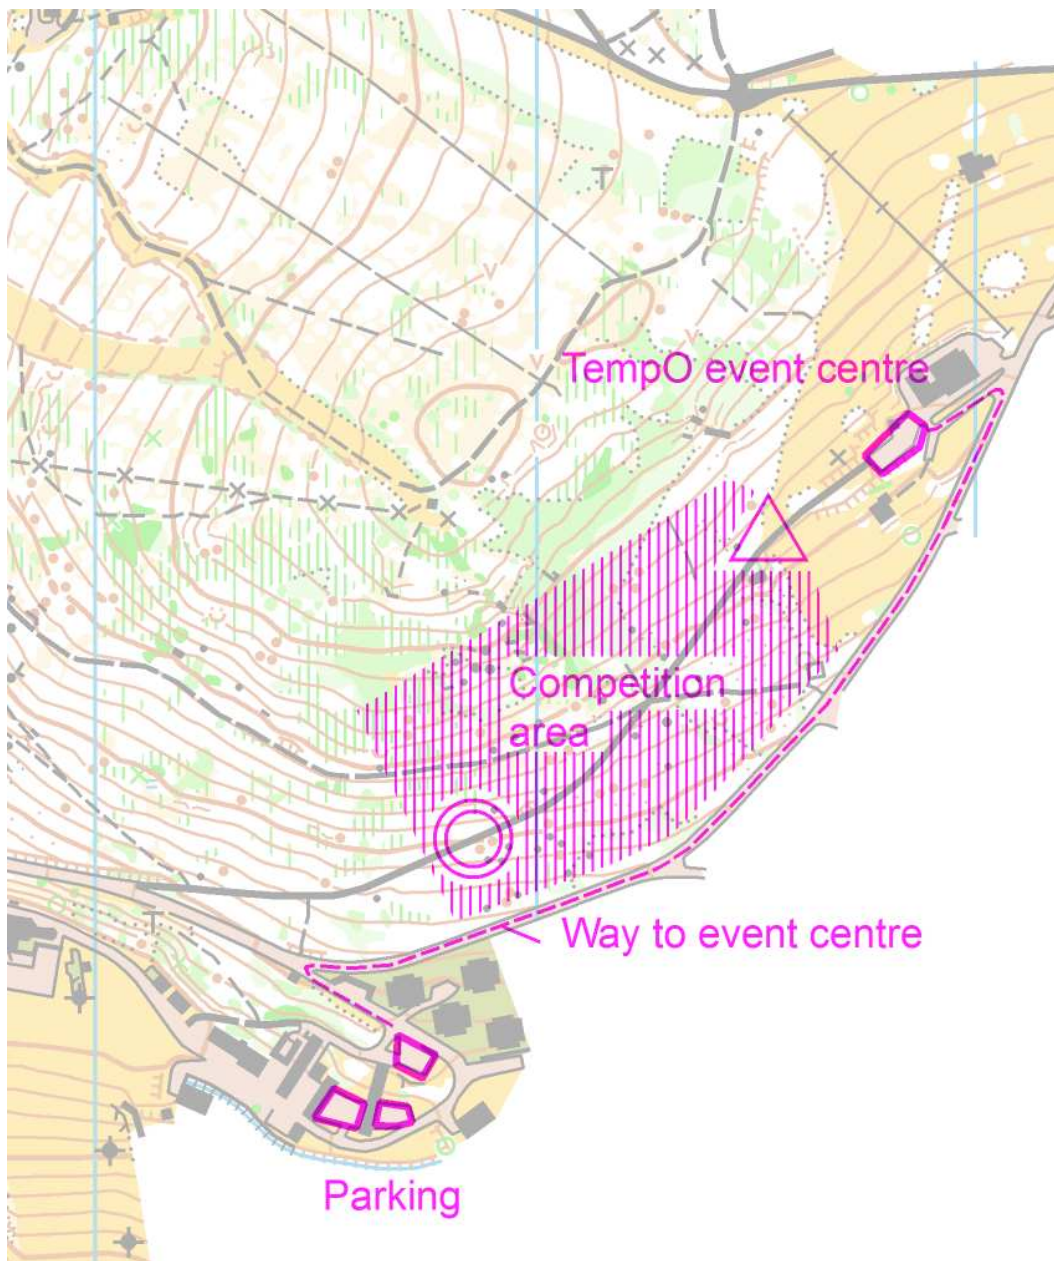 TempO event centre
Competition
area
Way to event centre
Parking